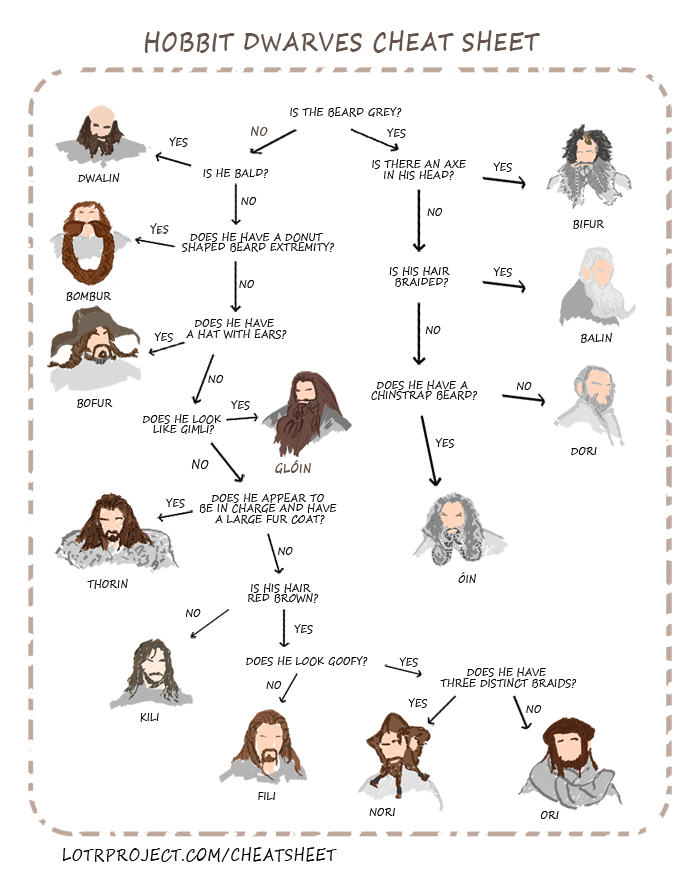 HOBBIT DWARVES CHEAT SHEET
IS THE BEARD GREY?
NO
YES
YES
IS HE BALD?
IS THERE AN AXE
IN HIS HEAD?
YES
DWALIN
NO
NO
BIFUR
YES
DOES HE HAVE A DONUT
SHAPED BEARD EXTREMITY?
BOMBUR
NO
IS HIS HAIR
BRAIDED?
YES
BALIN
YES
DOES HE HAVE
A HAT WITH EARS?
NO
BOFUR
NO
DOES HE HAVE A
CHINSTRAP BEARD?
NO
DORI
YES
DOES HE LOOK
LIKE GIMLI?
YES
GLÓIN
NO
YES
DOES HE APPEAR TO
BE IN CHARGE AND HAVE
A LARGE FUR COAT?
THORIN
NO
ÓIN
IS HIS HAIR
RED BROWN?
NO
YES
KILI
DOES HE LOOK GOOFY?
YES
DOES HE HAVE
THREE DISTINCT BRAIDS?
NO
YES
NO
FILI
NORI
ORI
LOTRPROJECT.COM/CHEATSHEET